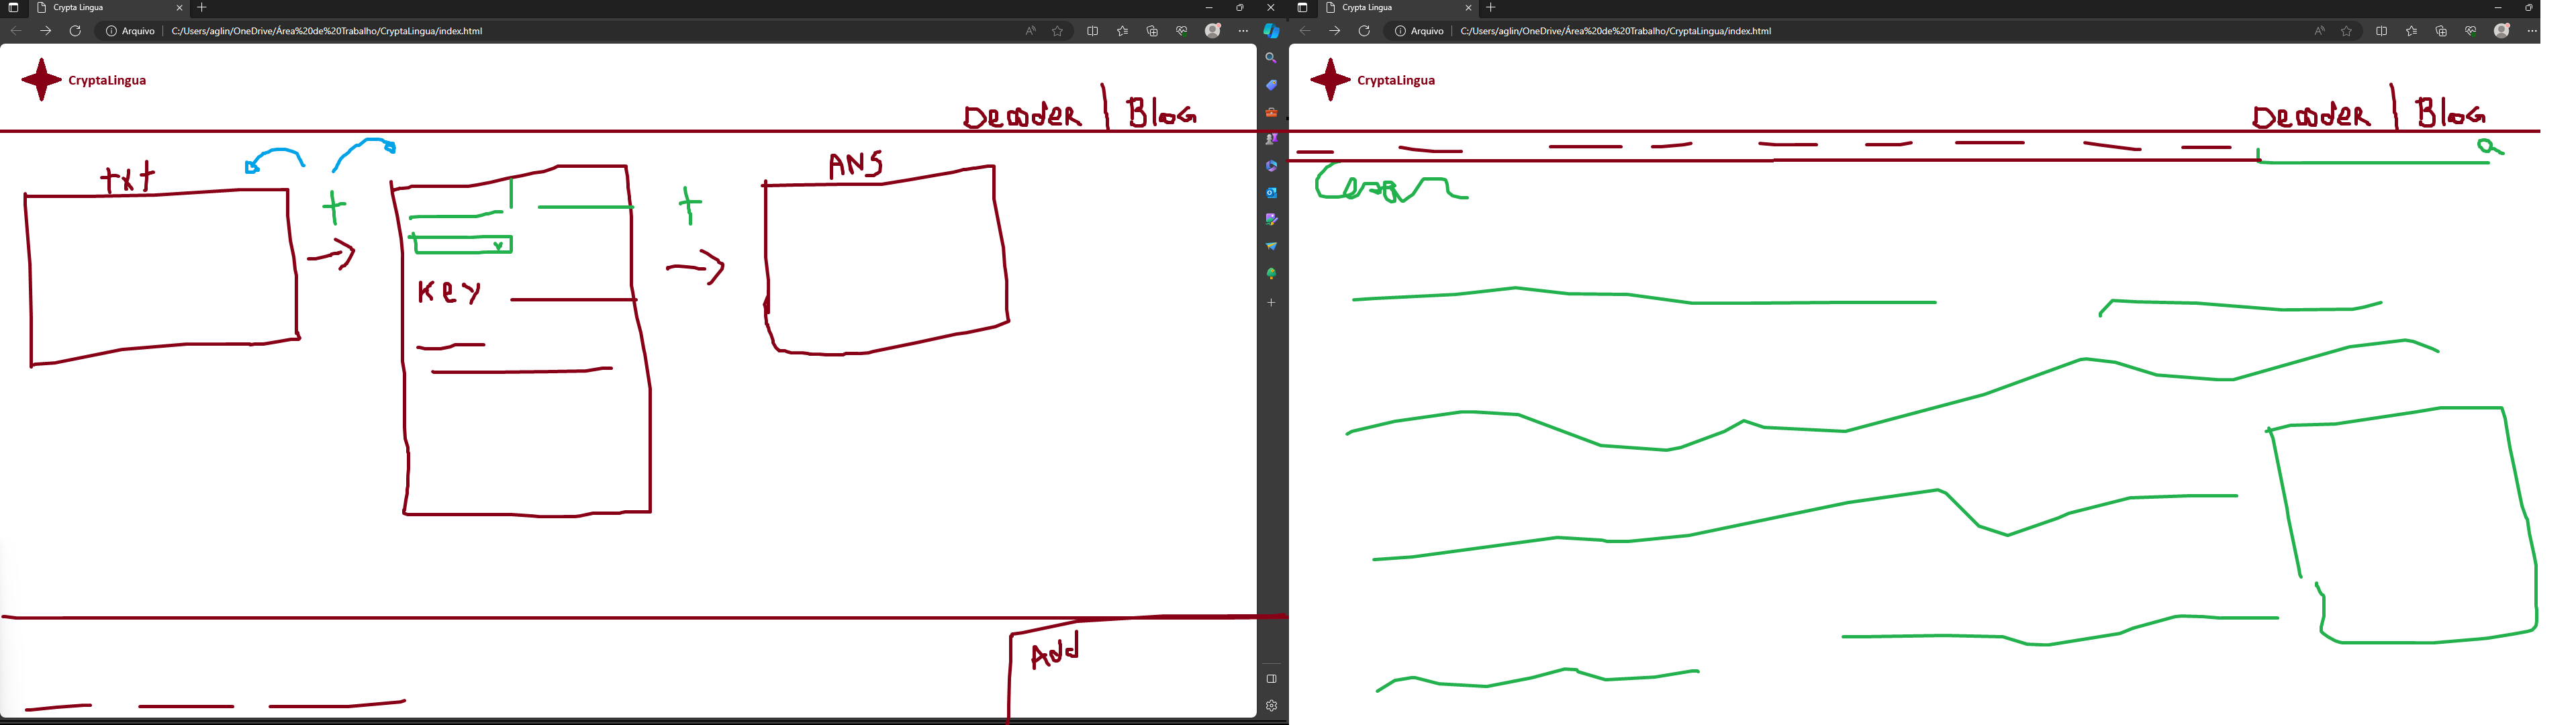 Crypta Lingua
Arquivo C:/Users/aglin/OneDrive/Área%20de%20Trabalho/CryptaLingua/index.html
CryptaLingua
Decoder | Blog
txt
+
+
ANS
Key
Add
Crypta Lingua
Arquivo C:/Users/aglin/OneDrive/Área%20de%20Trabalho/CryptaLingua/index.html
CryptaLingua
Decoder | Blog